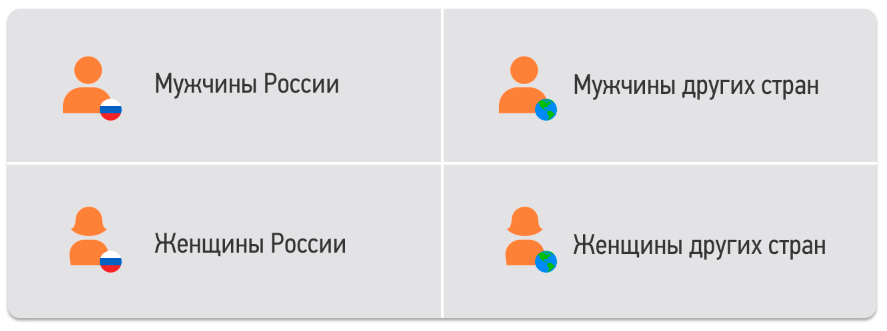 Мужчины России
Мужчины других стран
Женщины России
Женщины других стран